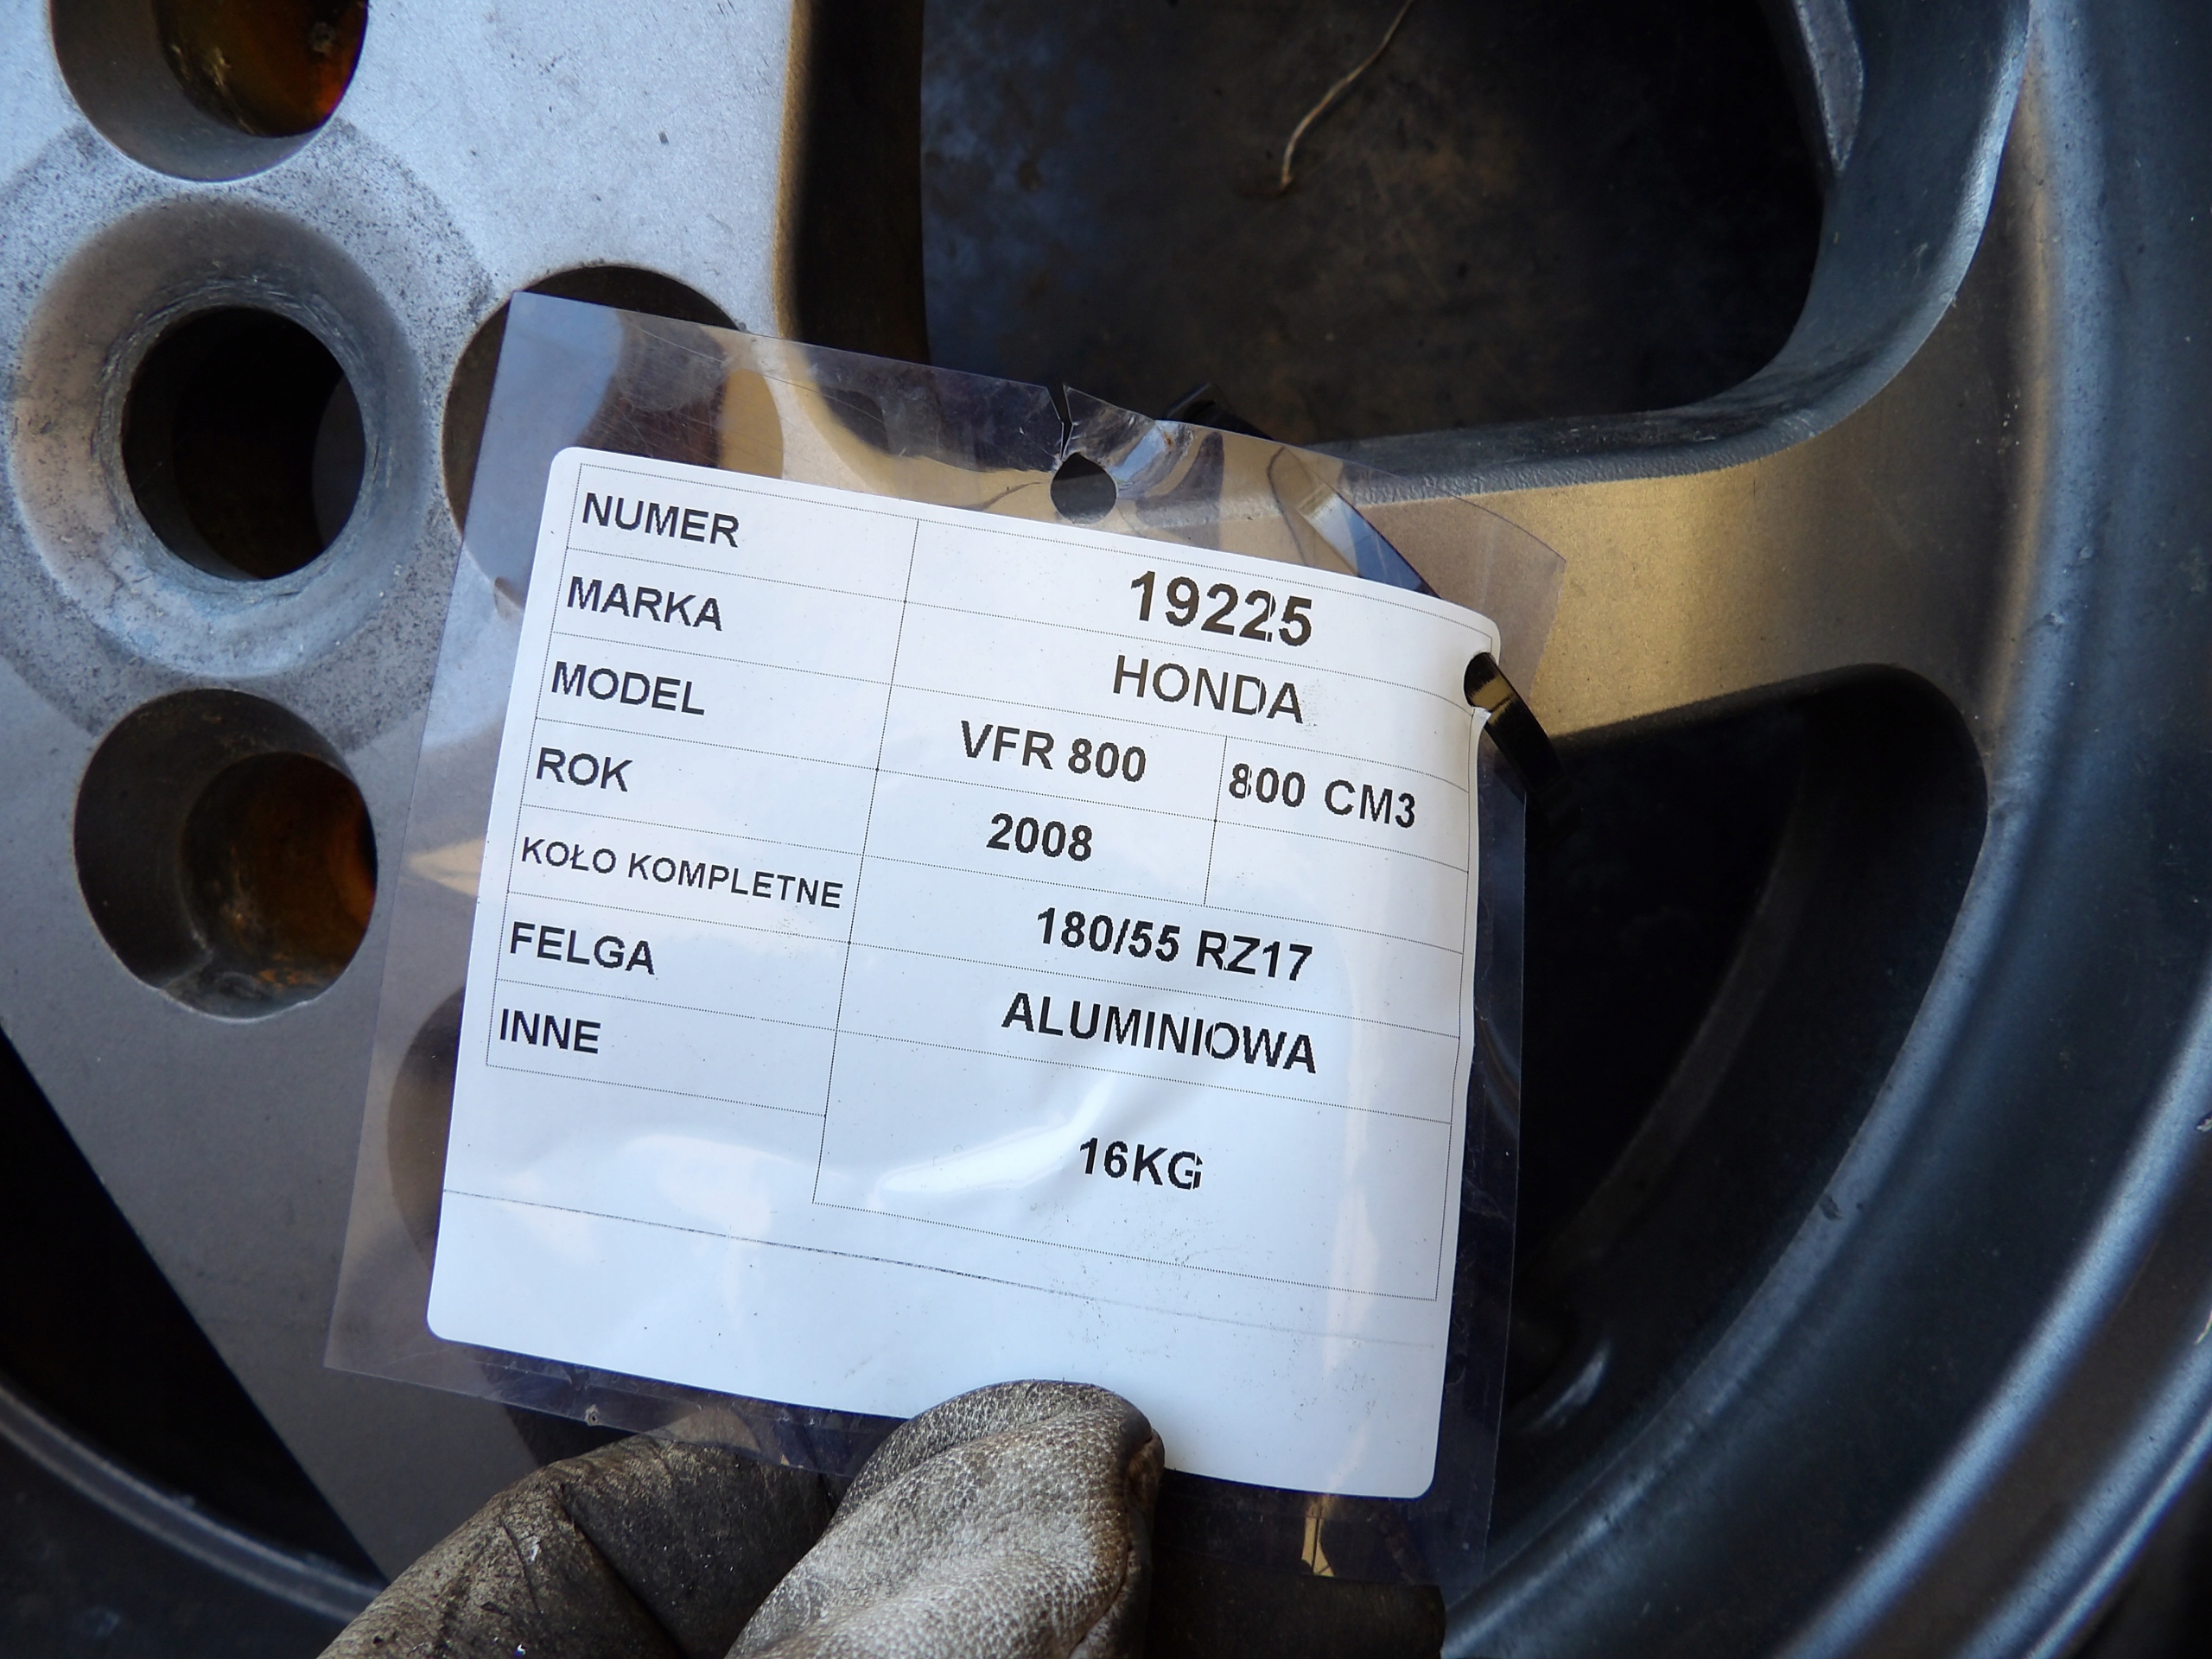 NUMER 19225
MARKA HONDA
MODEL VFR 800 800 CM3
ROK 2008
KOŁO KOMPLETNE 180/55 RZ17
FELGA ALUMINIOWA
INNE 16KG